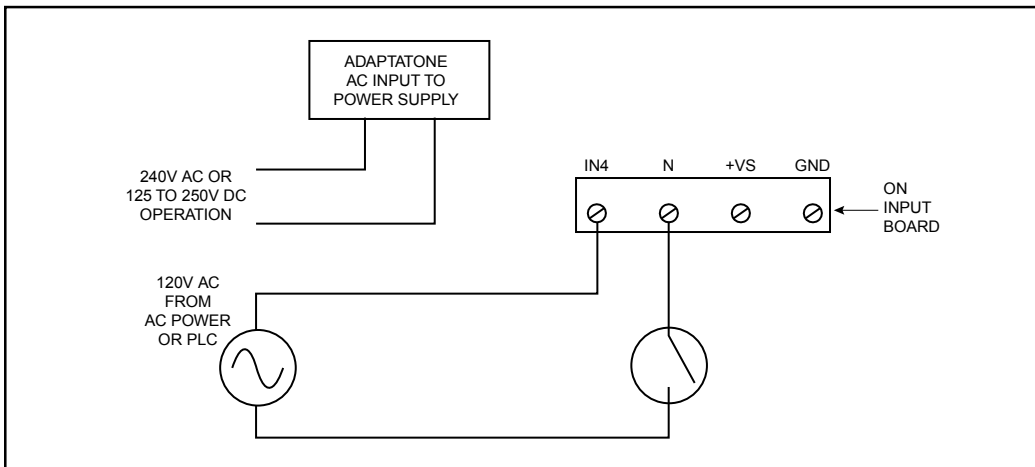 ADAPTATONE
AC INPUT TO
POWER SUPPLY
240V AC OR
125 TO 250V DC
OPERATION
IN4 N +VS GND
ON
INPUT
BOARD
120V AC
FROM
AC POWER
OR PLC